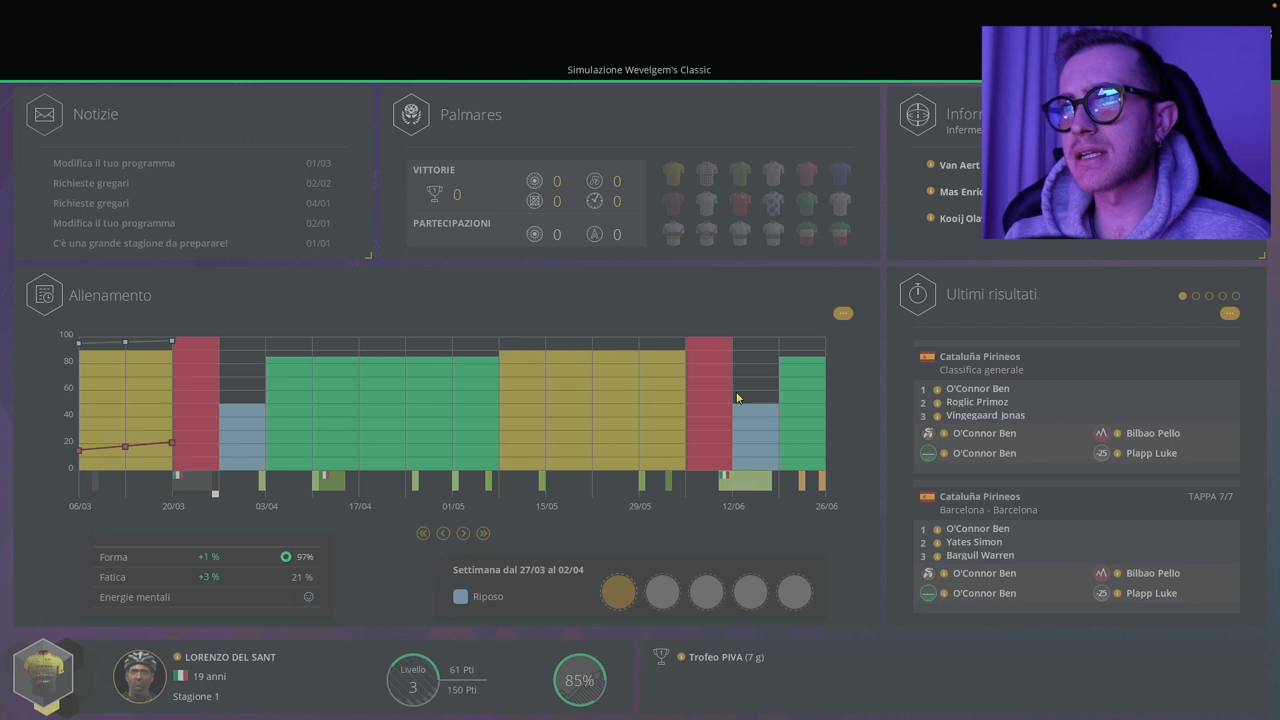 Simulazione Wevelgem's Classic
Notizie
Modifica il tuo programma 01/03
Richieste gregari 02/02
Richieste gregari 04/01
Modifica il tuo programma 02/01
C'è una grande stagione da preparare! 01/01
Palmares
VITTORIE
0 0 0
0 0
PARTECIPAZIONI
0 0
Van Aert
Mas Enric
Kooij Ola
Allenamento
...
100
80
60
40
20
0
06/03 20/03 03/04 17/04 01/05 15/05 29/05 12/06 26/06
Forma +1 % 97%
Fatica +3 % 21 %
Energie mentali
Settimana dal 27/03 al 02/04
Riposo
Ultimi risultati
...
Cataluña Pirineos
Classifica generale
1 O'Connor Ben
2 Roglic Primoz
3 Vingegaard Jonas
O'Connor Ben Bilbao Pello
O'Connor Ben -25 Plapp Luke
Cataluña Pirineos TAPPA 7/7
Barcelona - Barcelona
1 O'Connor Ben
2 Yates Simon
3 Barguil Warren
O'Connor Ben Bilbao Pello
O'Connor Ben -25 Plapp Luke
LORENZO DEL SANT
19 anni
Stagione 1
Livello
3
61 Pti
150 Pti
85%
Trofeo PIVA (7 g)